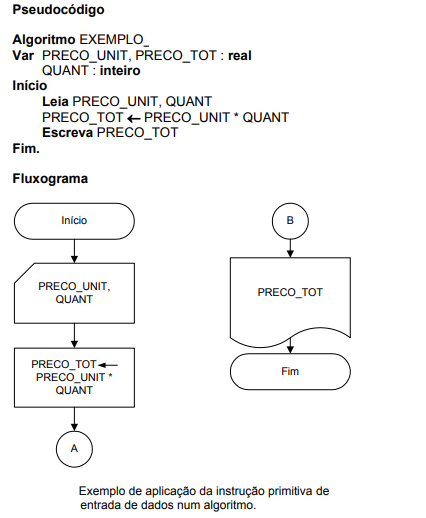 Pseudocódigo
Algoritmo EXEMPLO_
Var PRECO_UNIT, PRECO_TOT : real
QUANT : inteiro
Início
Leia PRECO_UNIT, QUANT
PRECO_TOT ← PRECO_UNIT * QUANT
Escreva PRECO_TOT
Fim.
Fluxograma
Início
PRECO_UNIT,
QUANT
PRECO_TOT ←
PRECO_UNIT *
QUANT
A
B
PRECO_TOT
Fim
Exemplo de aplicação da instrução primitiva de
entrada de dados num algoritmo.